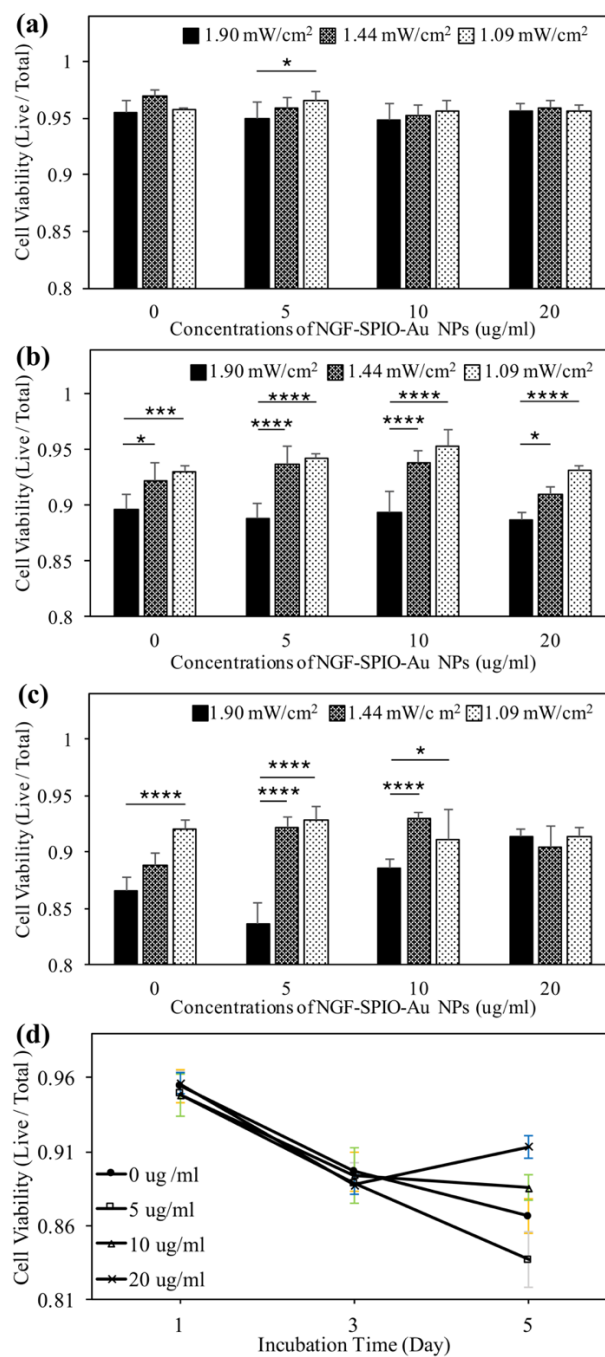 (a)
1.90 mW/cm² 1.44 mW/cm² 1.09 mW/cm²
*
1
0.95
0.9
0.85
0.8
Cell Viability (Live / Total)
0 5 10 20
Concentrations of NGF-SPIO-Au NPs (ug/ml)
(b)
1.90 mW/cm² 1.44 mW/cm² 1.09 mW/cm²
*** **** **** ****
* **** **** *
1
0.95
0.9
0.85
0.8
Cell Viability (Live / Total)
0 5 10 20
Concentrations of NGF-SPIO-Au NPs (ug/ml)
(c)
1.90 mW/cm² 1.44 mW/c m² 1.09 mW/cm²
**** **** *
**** ****
1
0.95
0.9
0.85
0.8
Cell Viability (Live / Total)
0 5 10 20
Concentrations of NGF-SPIO-Au NPs (ug/ml)
(d)
0.96
0.91
0.86
0.81
Cell Viability (Live / Total )
0 ug /ml
5 ug/ml
10 ug/ml
20 ug/ml
1 3 5
Incubation Time (Day)